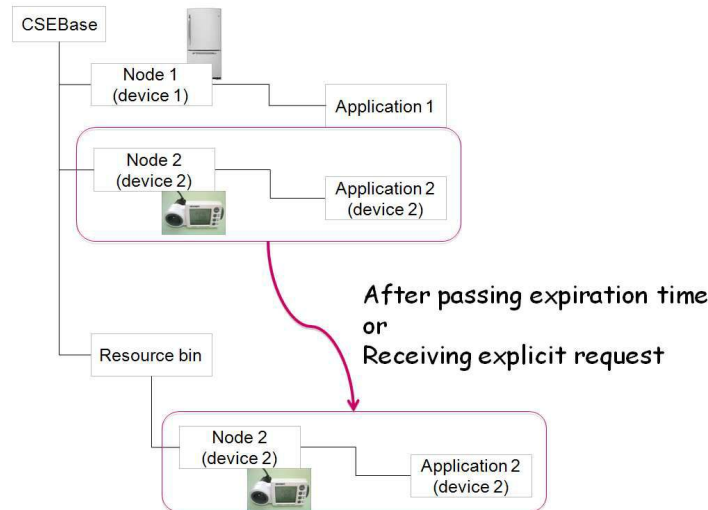 CSEBase
Node 1
(device 1)
Application 1
Node 2
(device 2)
Application 2
(device 2)
After passing expiration time
or
Receiving explicit request
Resource bin
Node 2
(device 2)
Application 2
(device 2)